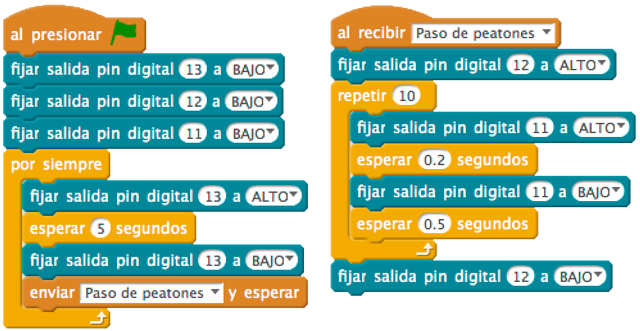 al presionar
fijar salida pin digital 13 a BAJO
fijar salida pin digital 12 a BAJO
fijar salida pin digital 11 a BAJO
por siempre
fijar salida pin digital 13 a ALTO
esperar 5 segundos
fijar salida pin digital 13 a BAJO
enviar Paso de peatones y esperar
al recibir Paso de peatones
fijar salida pin digital 12 a ALTO
repetir 10
fijar salida pin digital 11 a ALTO
esperar 0.2 segundos
fijar salida pin digital 11 a BAJO
esperar 0.5 segundos
fijar salida pin digital 12 a BAJO